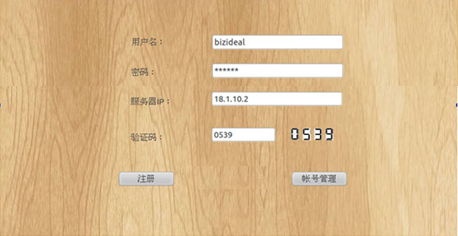 用户名： bizideal
密码： ******
服务器IP： 18.1.10.2
验证码： 0539 0539
注册 帐号管理